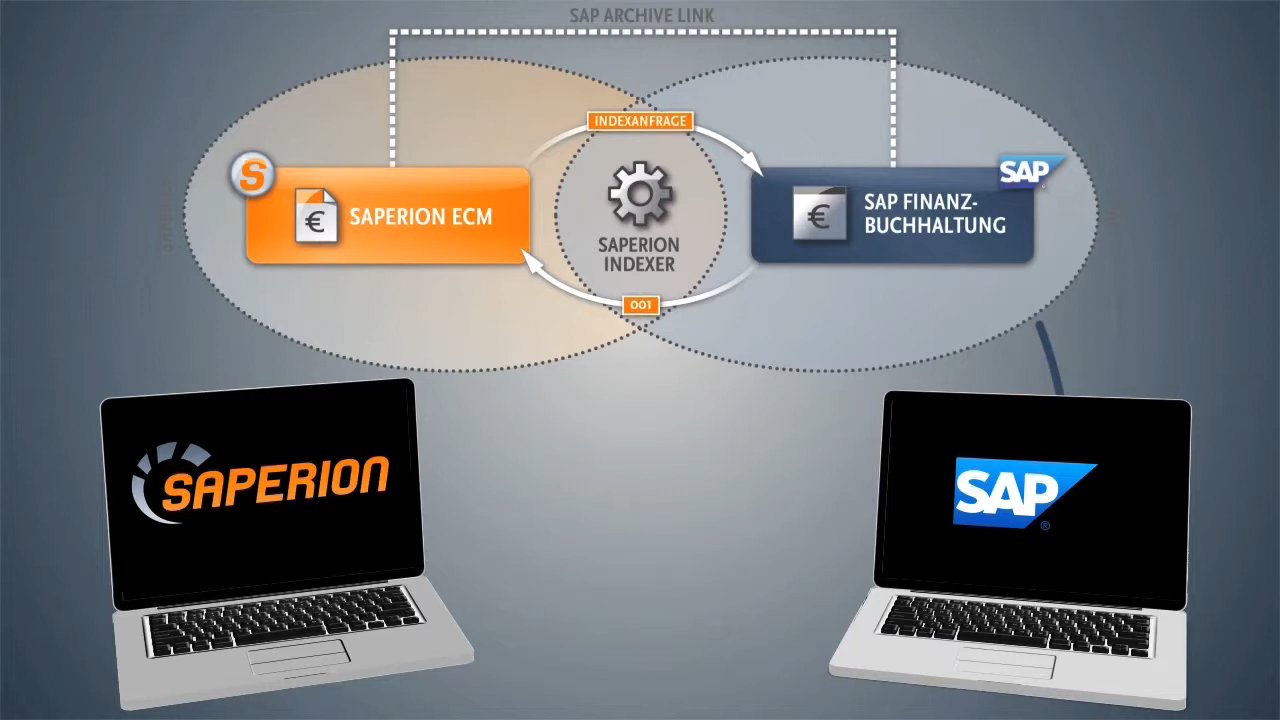 SAP ARCHIVE LINK
INDEXANFRAGE
S
SAPERION ECM
€
SAPERION
INDEXER
SAP
SAP FINANZ-
BUCHHALTUNG
€
001
SAPERION
SAP
®